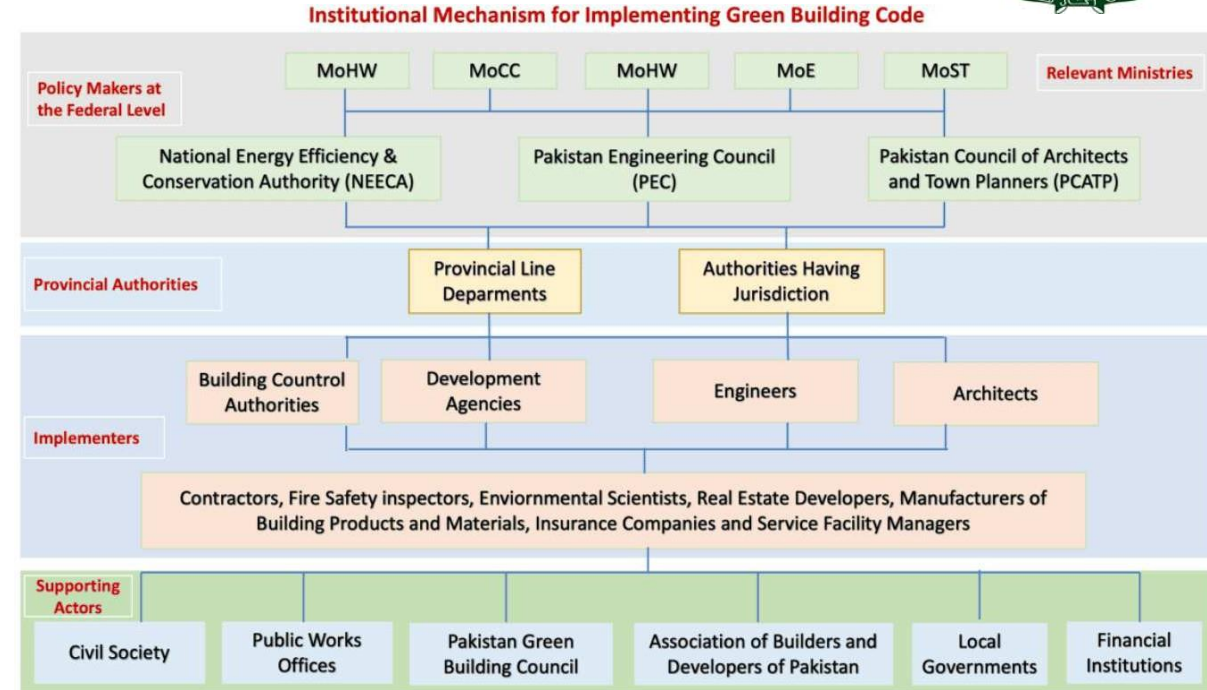 Institutional Mechanism for Implementing Green Building Code
Policy Makers at
the Federal Level
MoHW
MoCC
MoHW
MoE
MoST
Relevant Ministries
National Energy Efficiency &
Conservation Authority (NEECA)
Pakistan Engineering Council
(PEC)
Pakistan Council of Architects
and Town Planners (PCATP)
Provincial Authorities
Provincial Line
Deparments
Authorities Having
Jurisdiction
Implementers
Building Countrol
Authorities
Development
Agencies
Engineers
Architects
Contractors, Fire Safety inspectors, Enviornmental Scientists, Real Estate Developers, Manufacturers of
Building Products and Materials, Insurance Companies and Service Facility Managers
Supporting
Actors
Civil Society
Public Works
Offices
Pakistan Green
Building Council
Association of Builders and
Developers of Pakistan
Local
Governments
Financial
Institutions